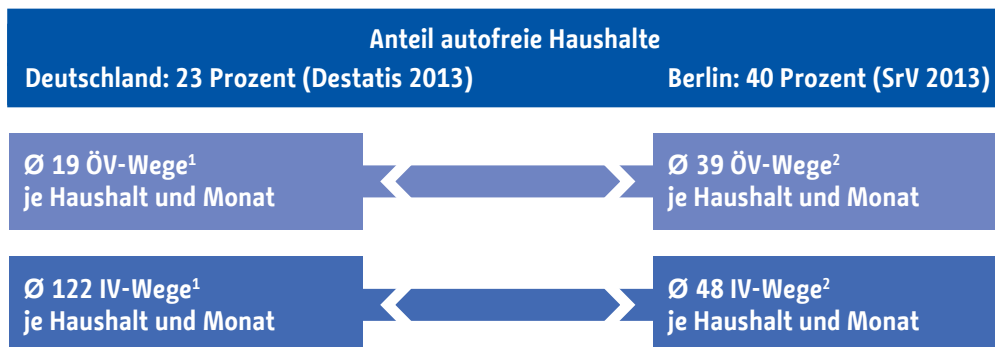 Anteil autofreie Haushalte
Deutschland: 23 Prozent (Destatis 2013) Berlin: 40 Prozent (SrV 2013)
Ø 19 ÖV-Wege¹
je Haushalt und Monat
Ø 39 ÖV-Wege²
je Haushalt und Monat
Ø 122 IV-Wege¹
je Haushalt und Monat
Ø 48 IV-Wege²
je Haushalt und Monat